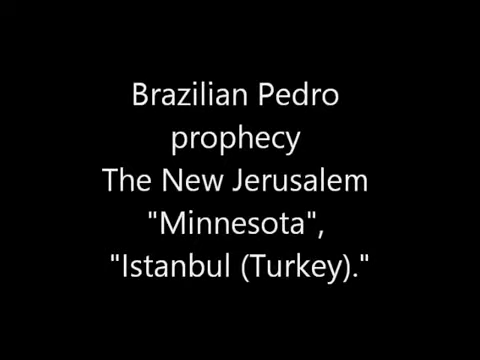 Brazilian Pedro
prophecy
The New Jerusalem
"Minnesota",
"Istanbul (Turkey)."